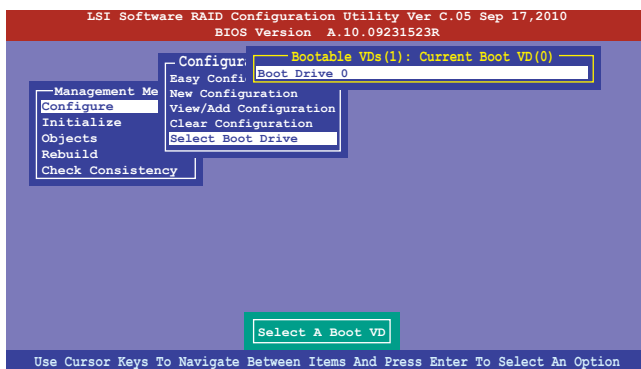 LSI Software RAID Configuration Utility Ver C.05 Sep 17,2010
BIOS Version A.10.09231523R
Bootable VDs(1): Current Boot VD(0)
Boot Drive 0
Configura
Easy Confi
New Configuration
View/Add Configuration
Clear Configuration
Select Boot Drive
Management Me
Configure
Initialize
Objects
Rebuild
Check Consistency
Select A Boot VD
Use Cursor Keys To Navigate Between Items And Press Enter To Select An Option